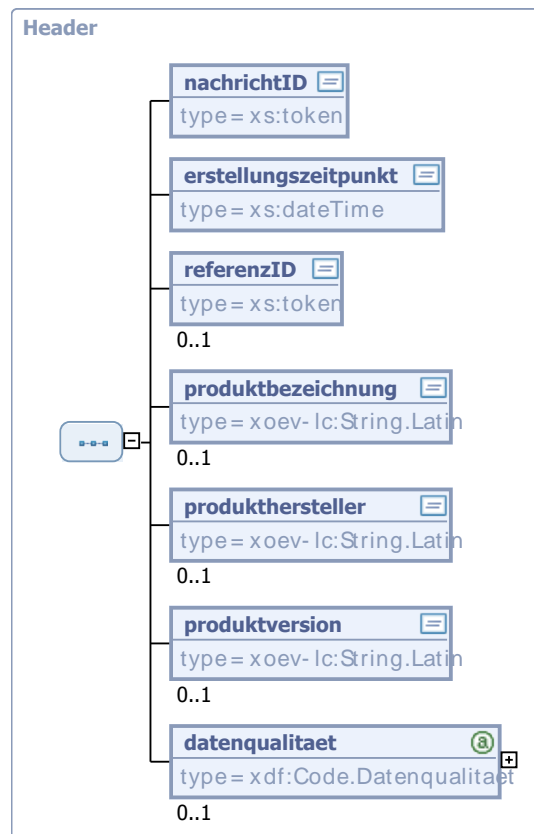 Header
nachrichtID
type= xs:token
erstellungszeitpunkt
type= xs:dateTime
referenzID
type= xs:token
0..1
produktbezeichnung
type= xoev-lc:String.Latin
0..1
produkthersteller
type= xoev-lc:String.Latin
0..1
produktversion
type= xoev-lc:String.Latin
0..1
datenqualitaet
type= xdf:Code.Datenqualitaet
0..1